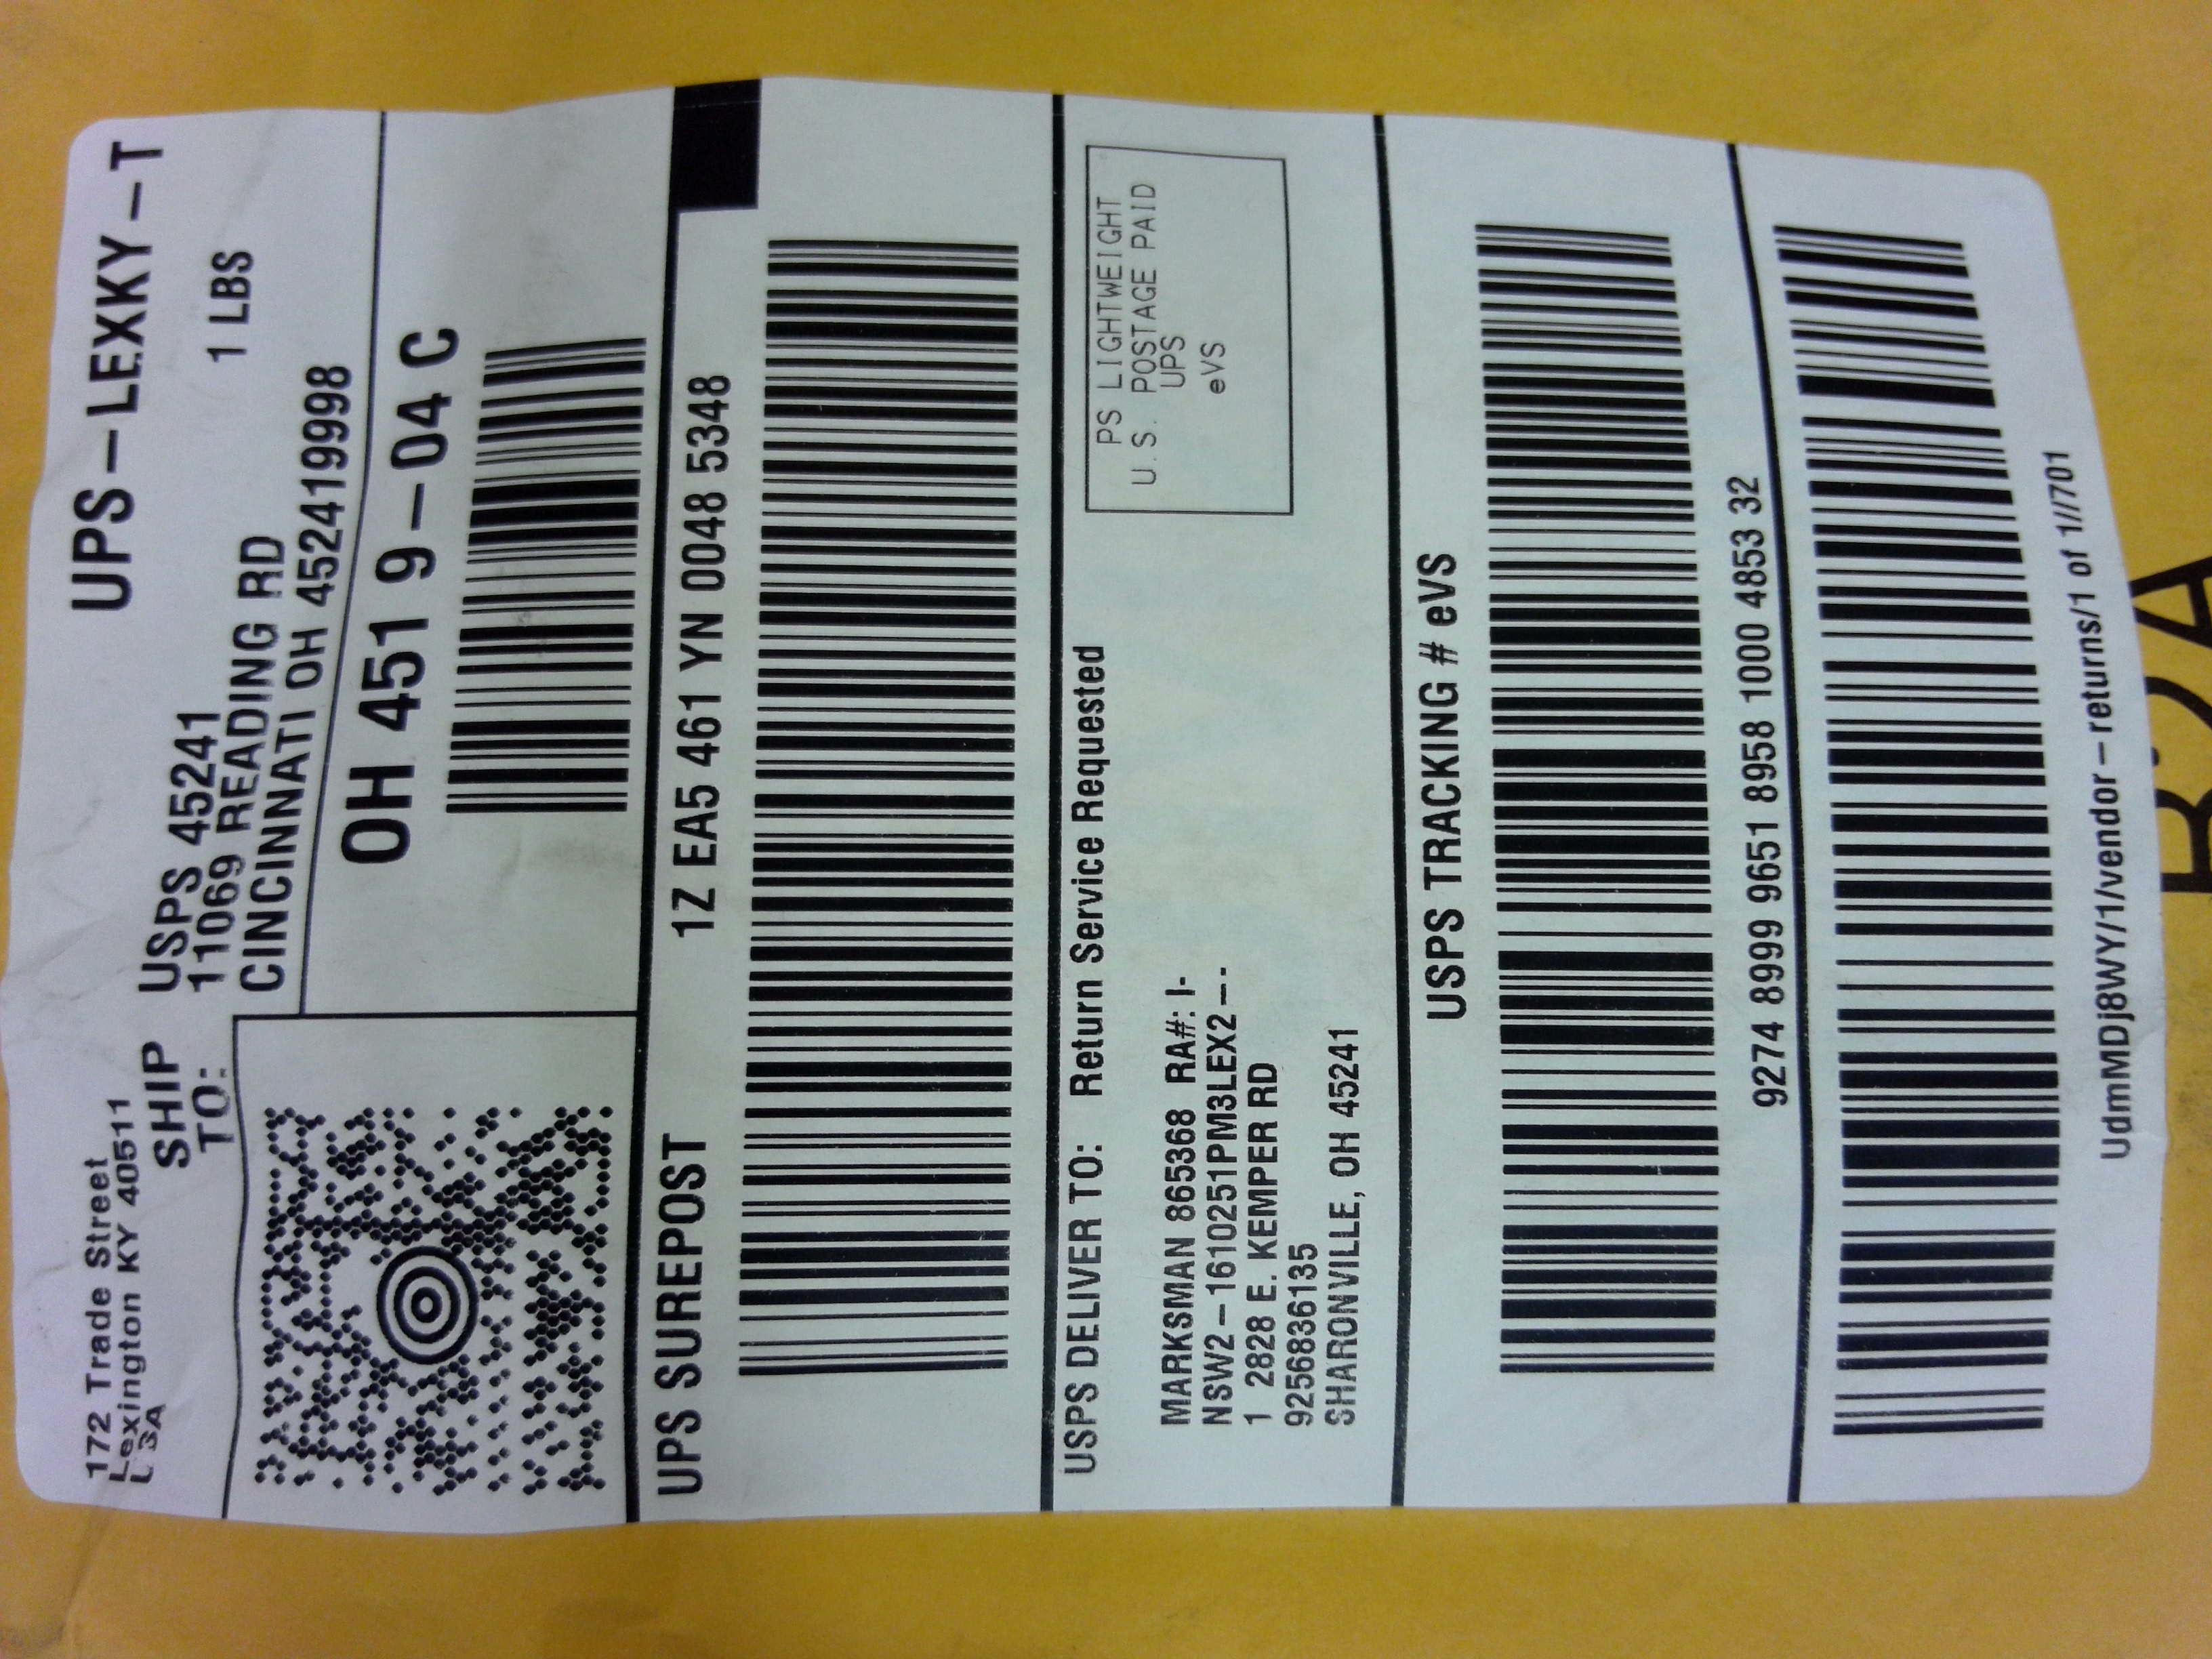 172 Trade Street
Lexington KY 40511
UPS-LEXKY-T
1 LBS
SHIP
TO:
USPS 45241
11069 READING RD
CINCINNATI OH 452419998
OH 451 9-04 C
UPS SUREPOST
1Z EA5 461 YN 0048 5348
USPS DELIVER TO:
Return Service Requested
PS LIGHTWEIGHT
U.S. POSTAGE PAID
UPS
eVS
MARKSMAN 865368 RA#: I-
NSW2-1610251PM3LEX2-.
1 2828 E. KEMPER RD
9256836135
SHARONVILLE, OH 45241
USPS TRACKING # eVS
9274 8999 9651 8958 1000 4853 32
UdmMDj8WY/1/vendor-returns/1 of 1//701